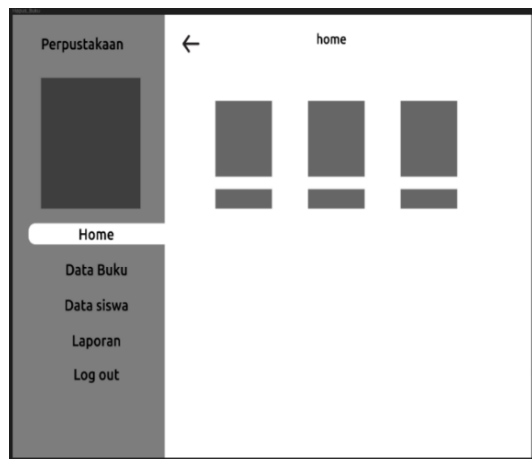 Perpustakaan
home
Home
Data Buku
Data siswa
Laporan
Log out